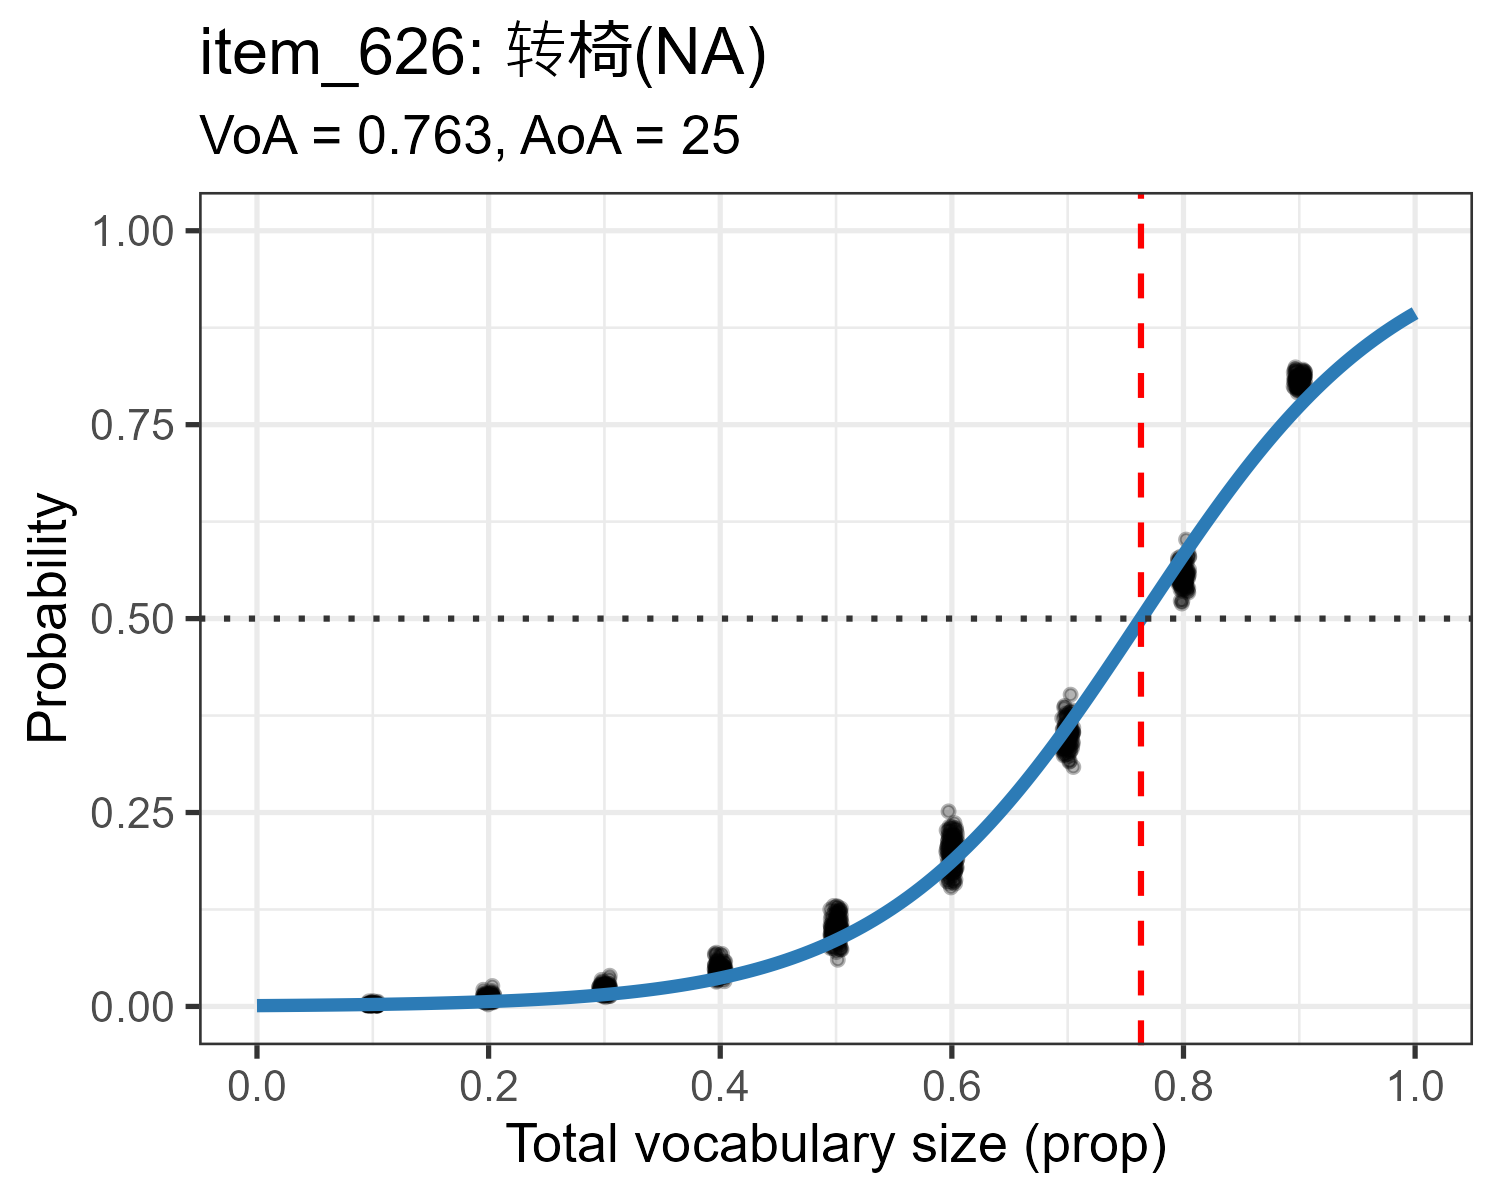 item_626: 转椅(NA)
VoA = 0.763, AoA = 25
Probability
1.00
0.75
0.50
0.25
0.00
0.0 0.2 0.4 0.6 0.8 1.0
Total vocabulary size (prop)